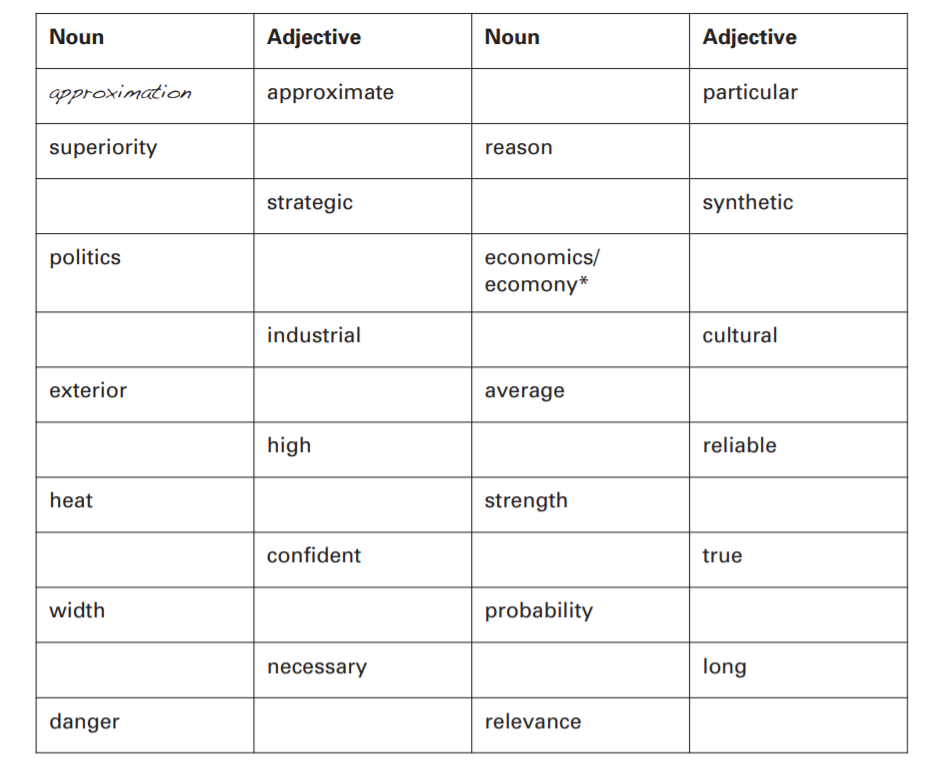 Noun Adjective Noun Adjective
approximation approximate particular
superiority reason
strategic synthetic
politics economics/
ecomony*
industrial cultural
exterior average
high reliable
heat strength
confident true
width probability
necessary long
danger relevance